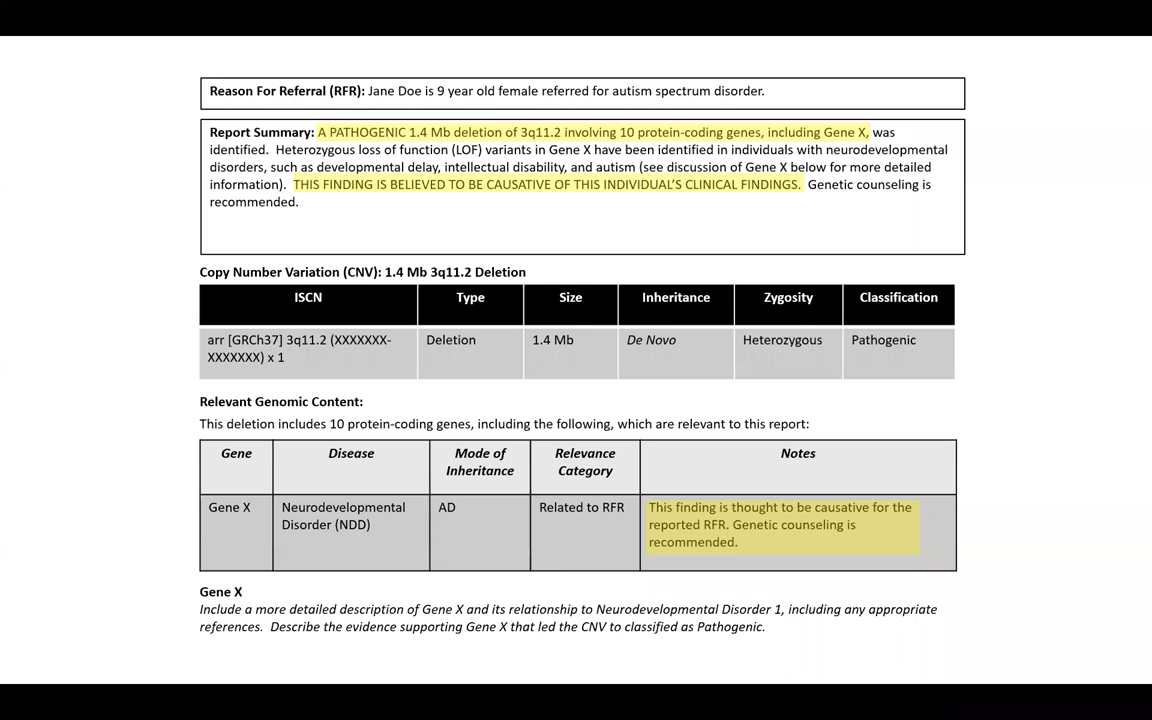 Reason For Referral (RFR): Jane Doe is 9 year old female referred for autism spectrum disorder.
Report Summary: A PATHOGENIC 1.4 Mb deletion of 3q11.2 involving 10 protein-coding genes, including Gene X, was
identified. Heterozygous loss of function (LOF) variants in Gene X have been identified in individuals with neurodevelopmental
disorders, such as developmental delay, intellectual disability, and autism (see discussion of Gene X below for more detailed
information). THIS FINDING IS BELIEVED TO BE CAUSATIVE OF THIS INDIVIDUAL'S CLINICAL FINDINGS. Genetic counseling is
recommended.
Copy Number Variation (CNV): 1.4 Mb 3q11.2 Deletion
ISCN Type Size Inheritance Zygosity Classification
arr [GRCh37] 3q11.2 (XXXXXXX- Deletion 1.4 Mb De Novo Heterozygous Pathogenic
XXXXXXX) x 1
Relevant Genomic Content:
This deletion includes 10 protein-coding genes, including the following, which are relevant to this report:
Gene Disease Mode of Relevance Notes
Inheritance Category
Gene X Neurodevelopmental AD Related to RFR This finding is thought to be causative for the
Disorder (NDD) reported RFR. Genetic counseling is
recommended.
Gene X
Include a more detailed description of Gene X and its relationship to Neurodevelopmental Disorder 1, including any appropriate
references. Describe the evidence supporting Gene X that led the CNV to classified as Pathogenic.